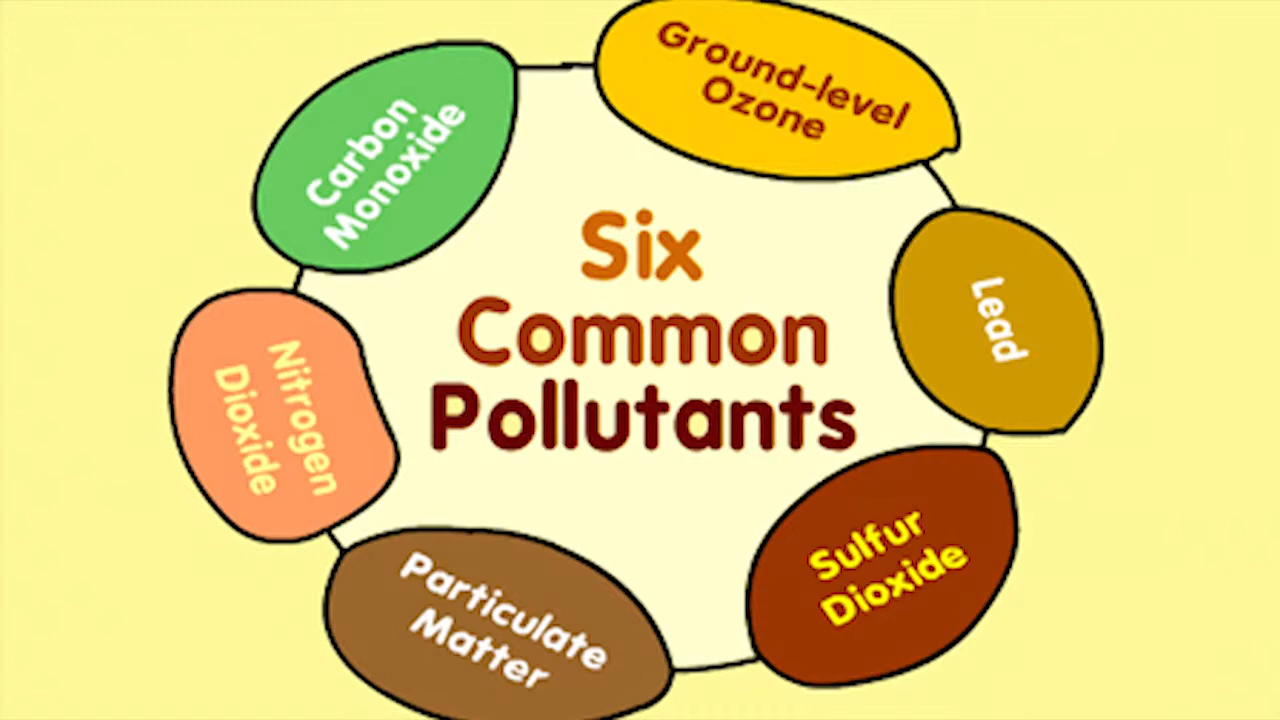 Six
Common
Pollutants
Ground-level
Ozone
Lead
Sulfur
Dioxide
Particulate
Matter
Nitrogen
Dioxide
Carbon
Monoxide